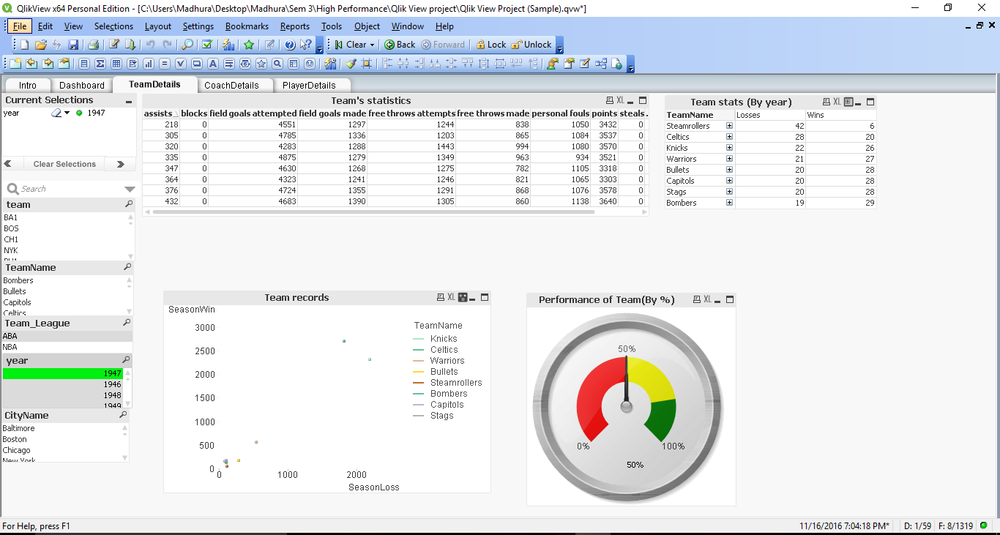 QlikView x64 Personal Edition - [C:\Users\Madhura\Desktop\Madhura\Sem 3\High Performance\Qlik View project\Qlik View Project (Sample).qvw*]
File Edit View Selections Layout Settings Bookmarks Reports Tools Object Window Help
Clear Back Forward Lock Unlock
Intro Dashboard TeamDetails CoachDetails PlayerDetails
Current Selections
year 1947
Clear Selections
Search
team
BA1
BOS
CH1
NYK
TeamName
Bombers
Bullets
Capitols
Celtics
Team_League
ABA
NBA
year
1947
1946
1948
1949
CityName
Baltimore
Boston
Chicago
New York
Team's statistics XL
assists blocks field goals attempted field goals made free throws attempts free throws made personal fouls points steals .
218 0 4551 1297 1244 838 1050 3432 0
305 0 4785 1336 1203 865 1084 3537 0
320 0 4283 1288 1443 994 1080 3570 0
335 0 4875 1279 1349 963 934 3521 0
347 0 4630 1268 1275 782 1105 3318 0
364 0 4323 1241 1246 821 1065 3303 0
376 0 4724 1355 1291 868 1076 3578 0
432 0 4683 1390 1305 860 1138 3640 0
Team stats (By year) XL
TeamName Losses Wins
Steamrollers 42 6
Celtics 28 20
Knicks 22 26
Warriors 21 27
Bullets 20 28
Capitols 20 28
Stags 20 28
Bombers 19 29
Team records XL
SeasonWin
3000
2500
2000
1500
1000
500
0
0 1000 2000
SeasonLoss
TeamName
Knicks
Celtics
Warriors
Bullets
Steamrollers
Bombers
Capitols
Stags
Performance of Team(By %) XL
50%
0% 100%
50%
For Help, press F1 11/16/2016 7:04:18 PM* D: 1/59 F: 8/1319